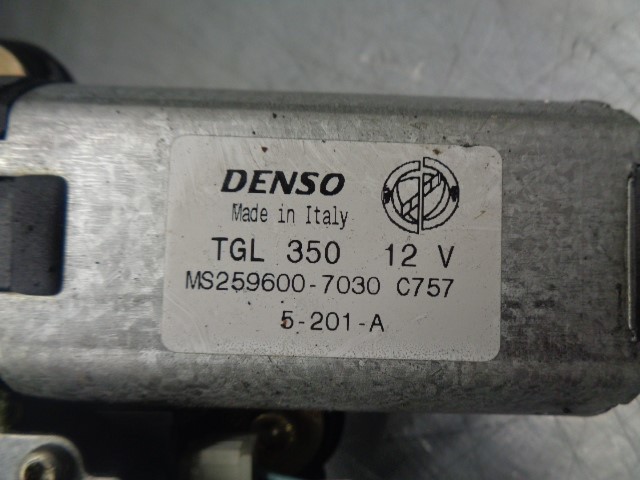 DENSO
Made in Italy
TGL 350 12 V
MS259600-7030 C757
5-201-A